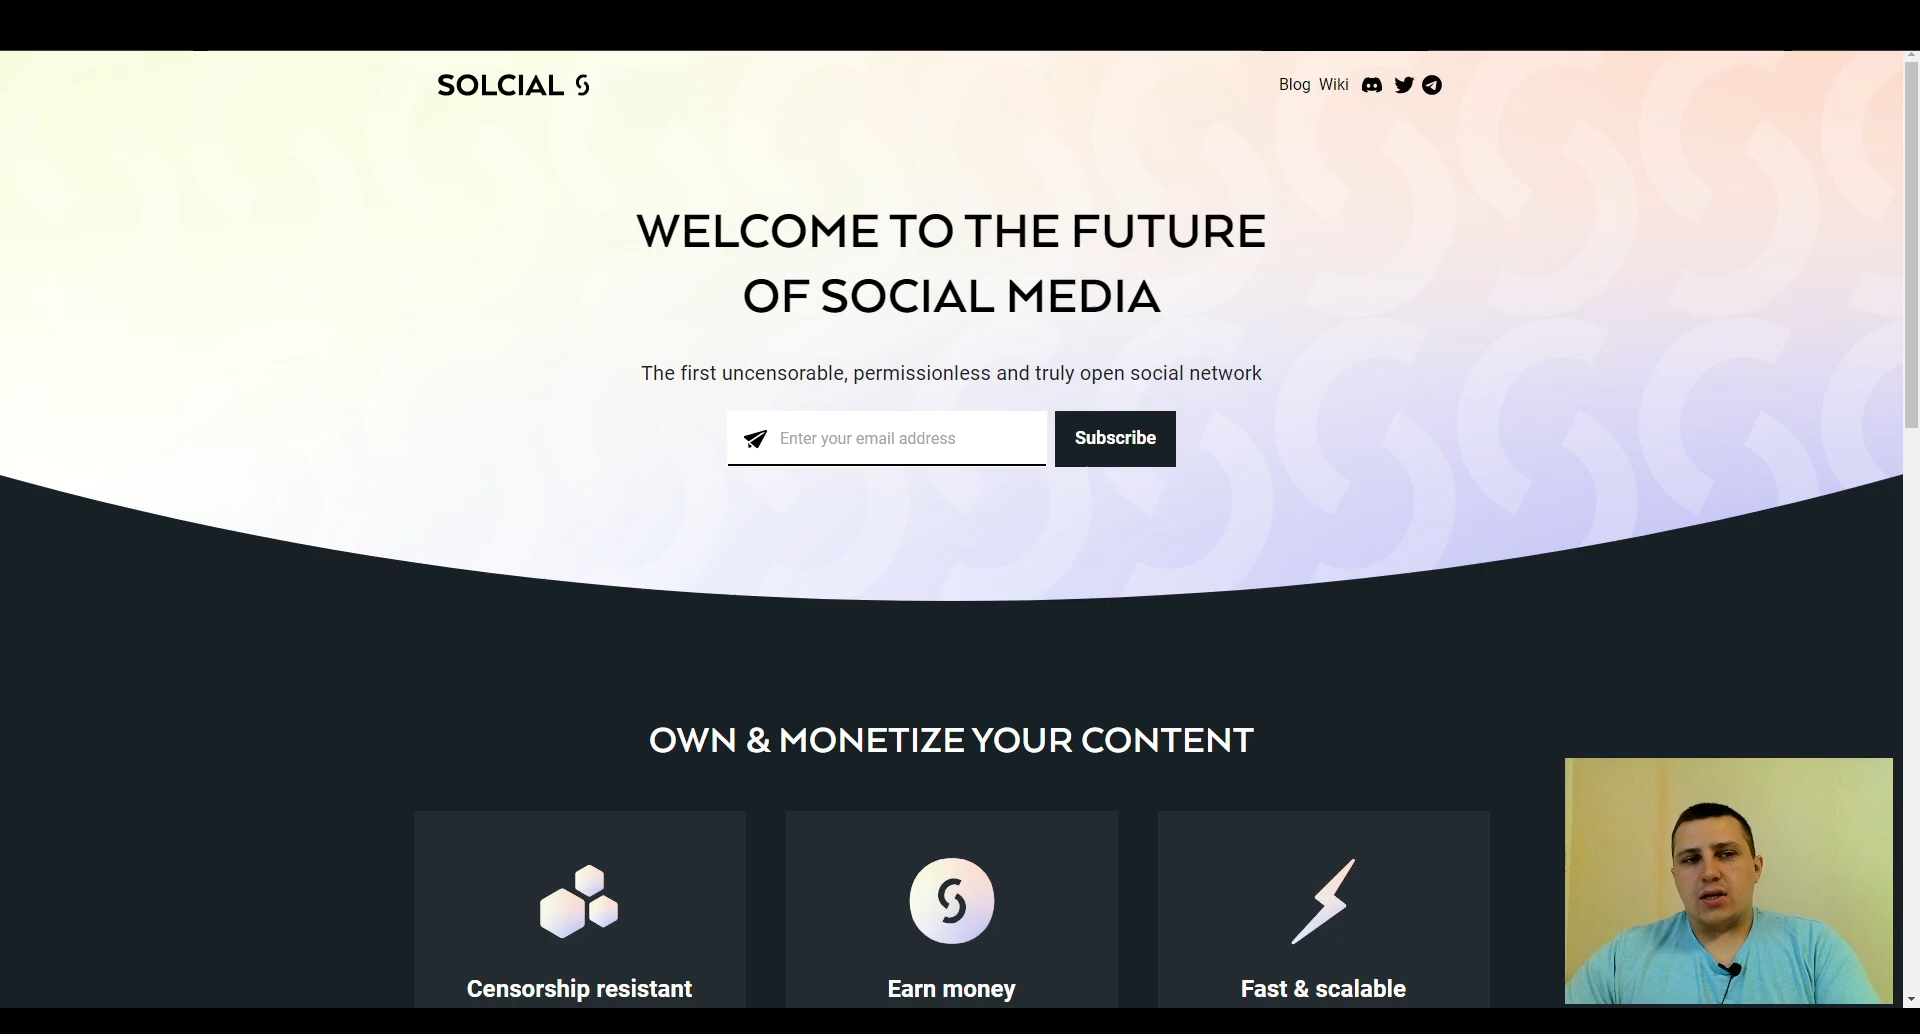 SOLCIAL
Blog Wiki
WELCOME TO THE FUTURE
OF SOCIAL MEDIA
The first uncensorable, permissionless and truly open social network
Enter your email address
Subscribe
OWN & MONETIZE YOUR CONTENT
Censorship resistant
Earn money
Fast & scalable